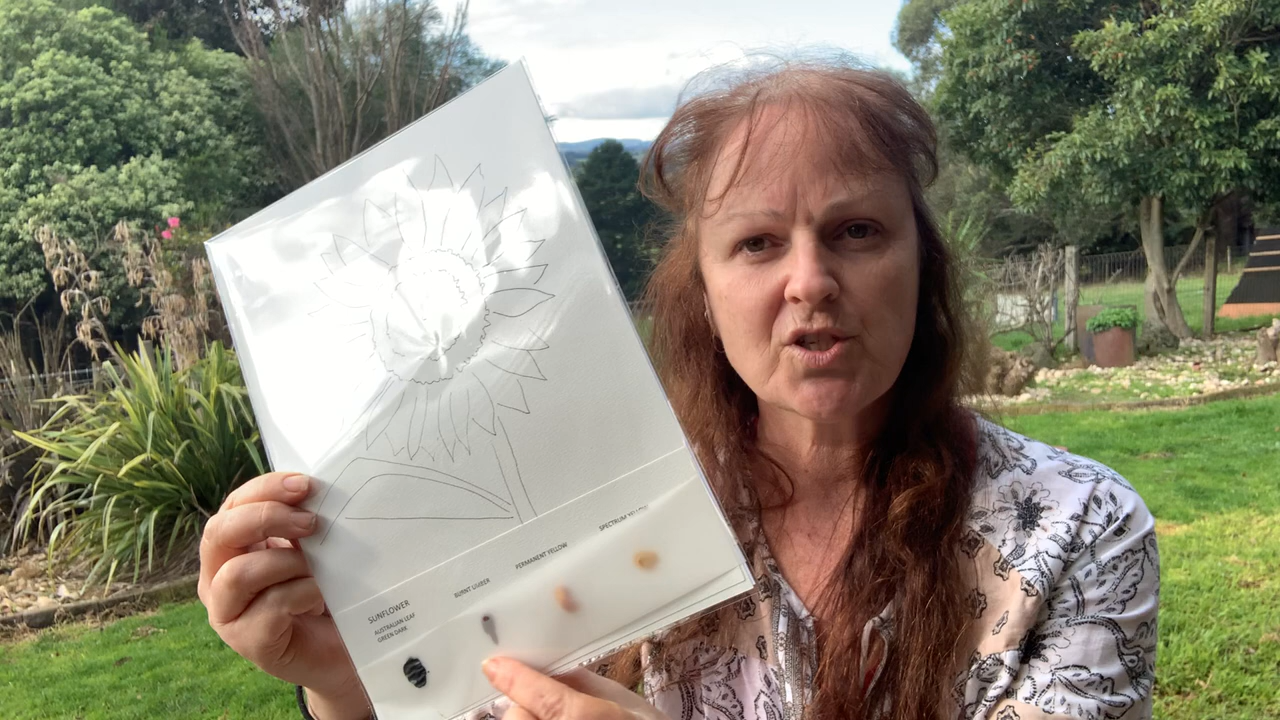 SUNFLOWER
AUSTRALIAN LEAF
GREEN DARK
BURNT UMBER
PERMANENT YELLOW
SPECTRUM YELLOW